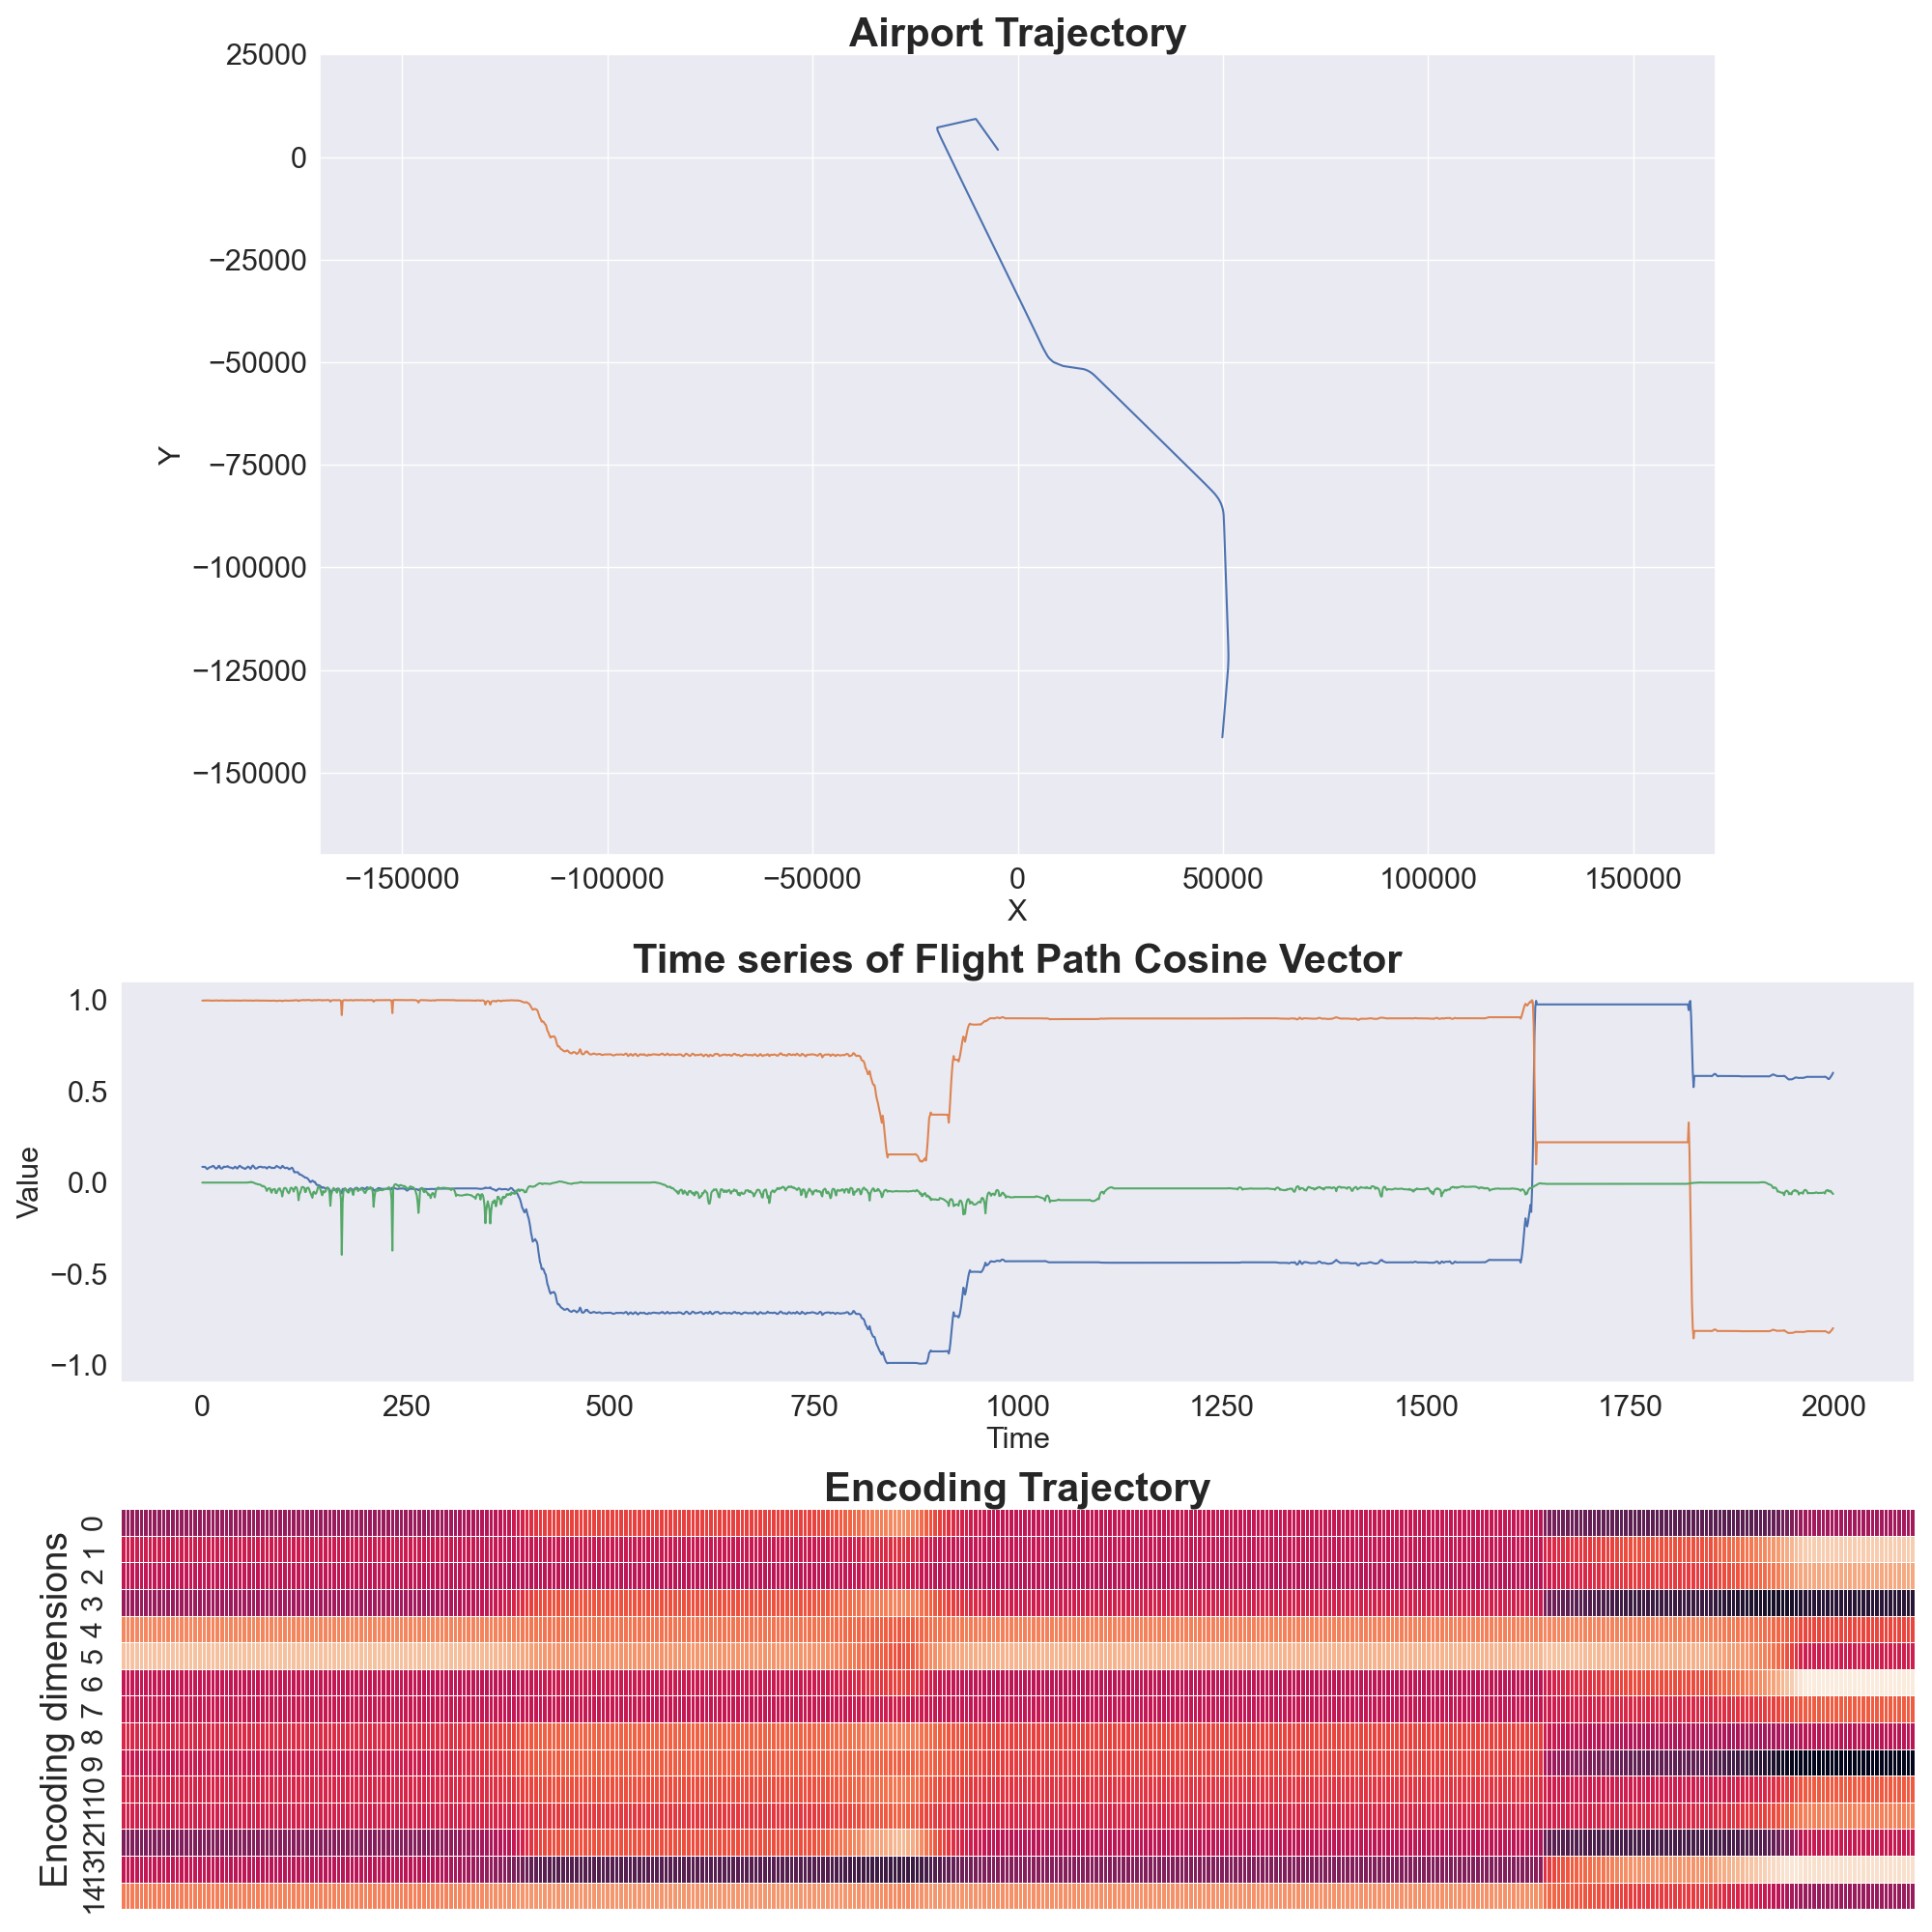 Airport Trajectory
25000
0
−25000
−50000
−75000
−100000
−125000
−150000
Y
−150000 −100000 −50000 0 50000 100000 150000
X
Time series of Flight Path Cosine Vector
1.0
0.5
0.0
−0.5
−1.0
Value
0 250 500 750 1000 1250 1500 1750 2000
Time
Encoding Trajectory
Encoding dimensions
0
1
2
3
4
5
6
7
8
9
10
11
12
13
14